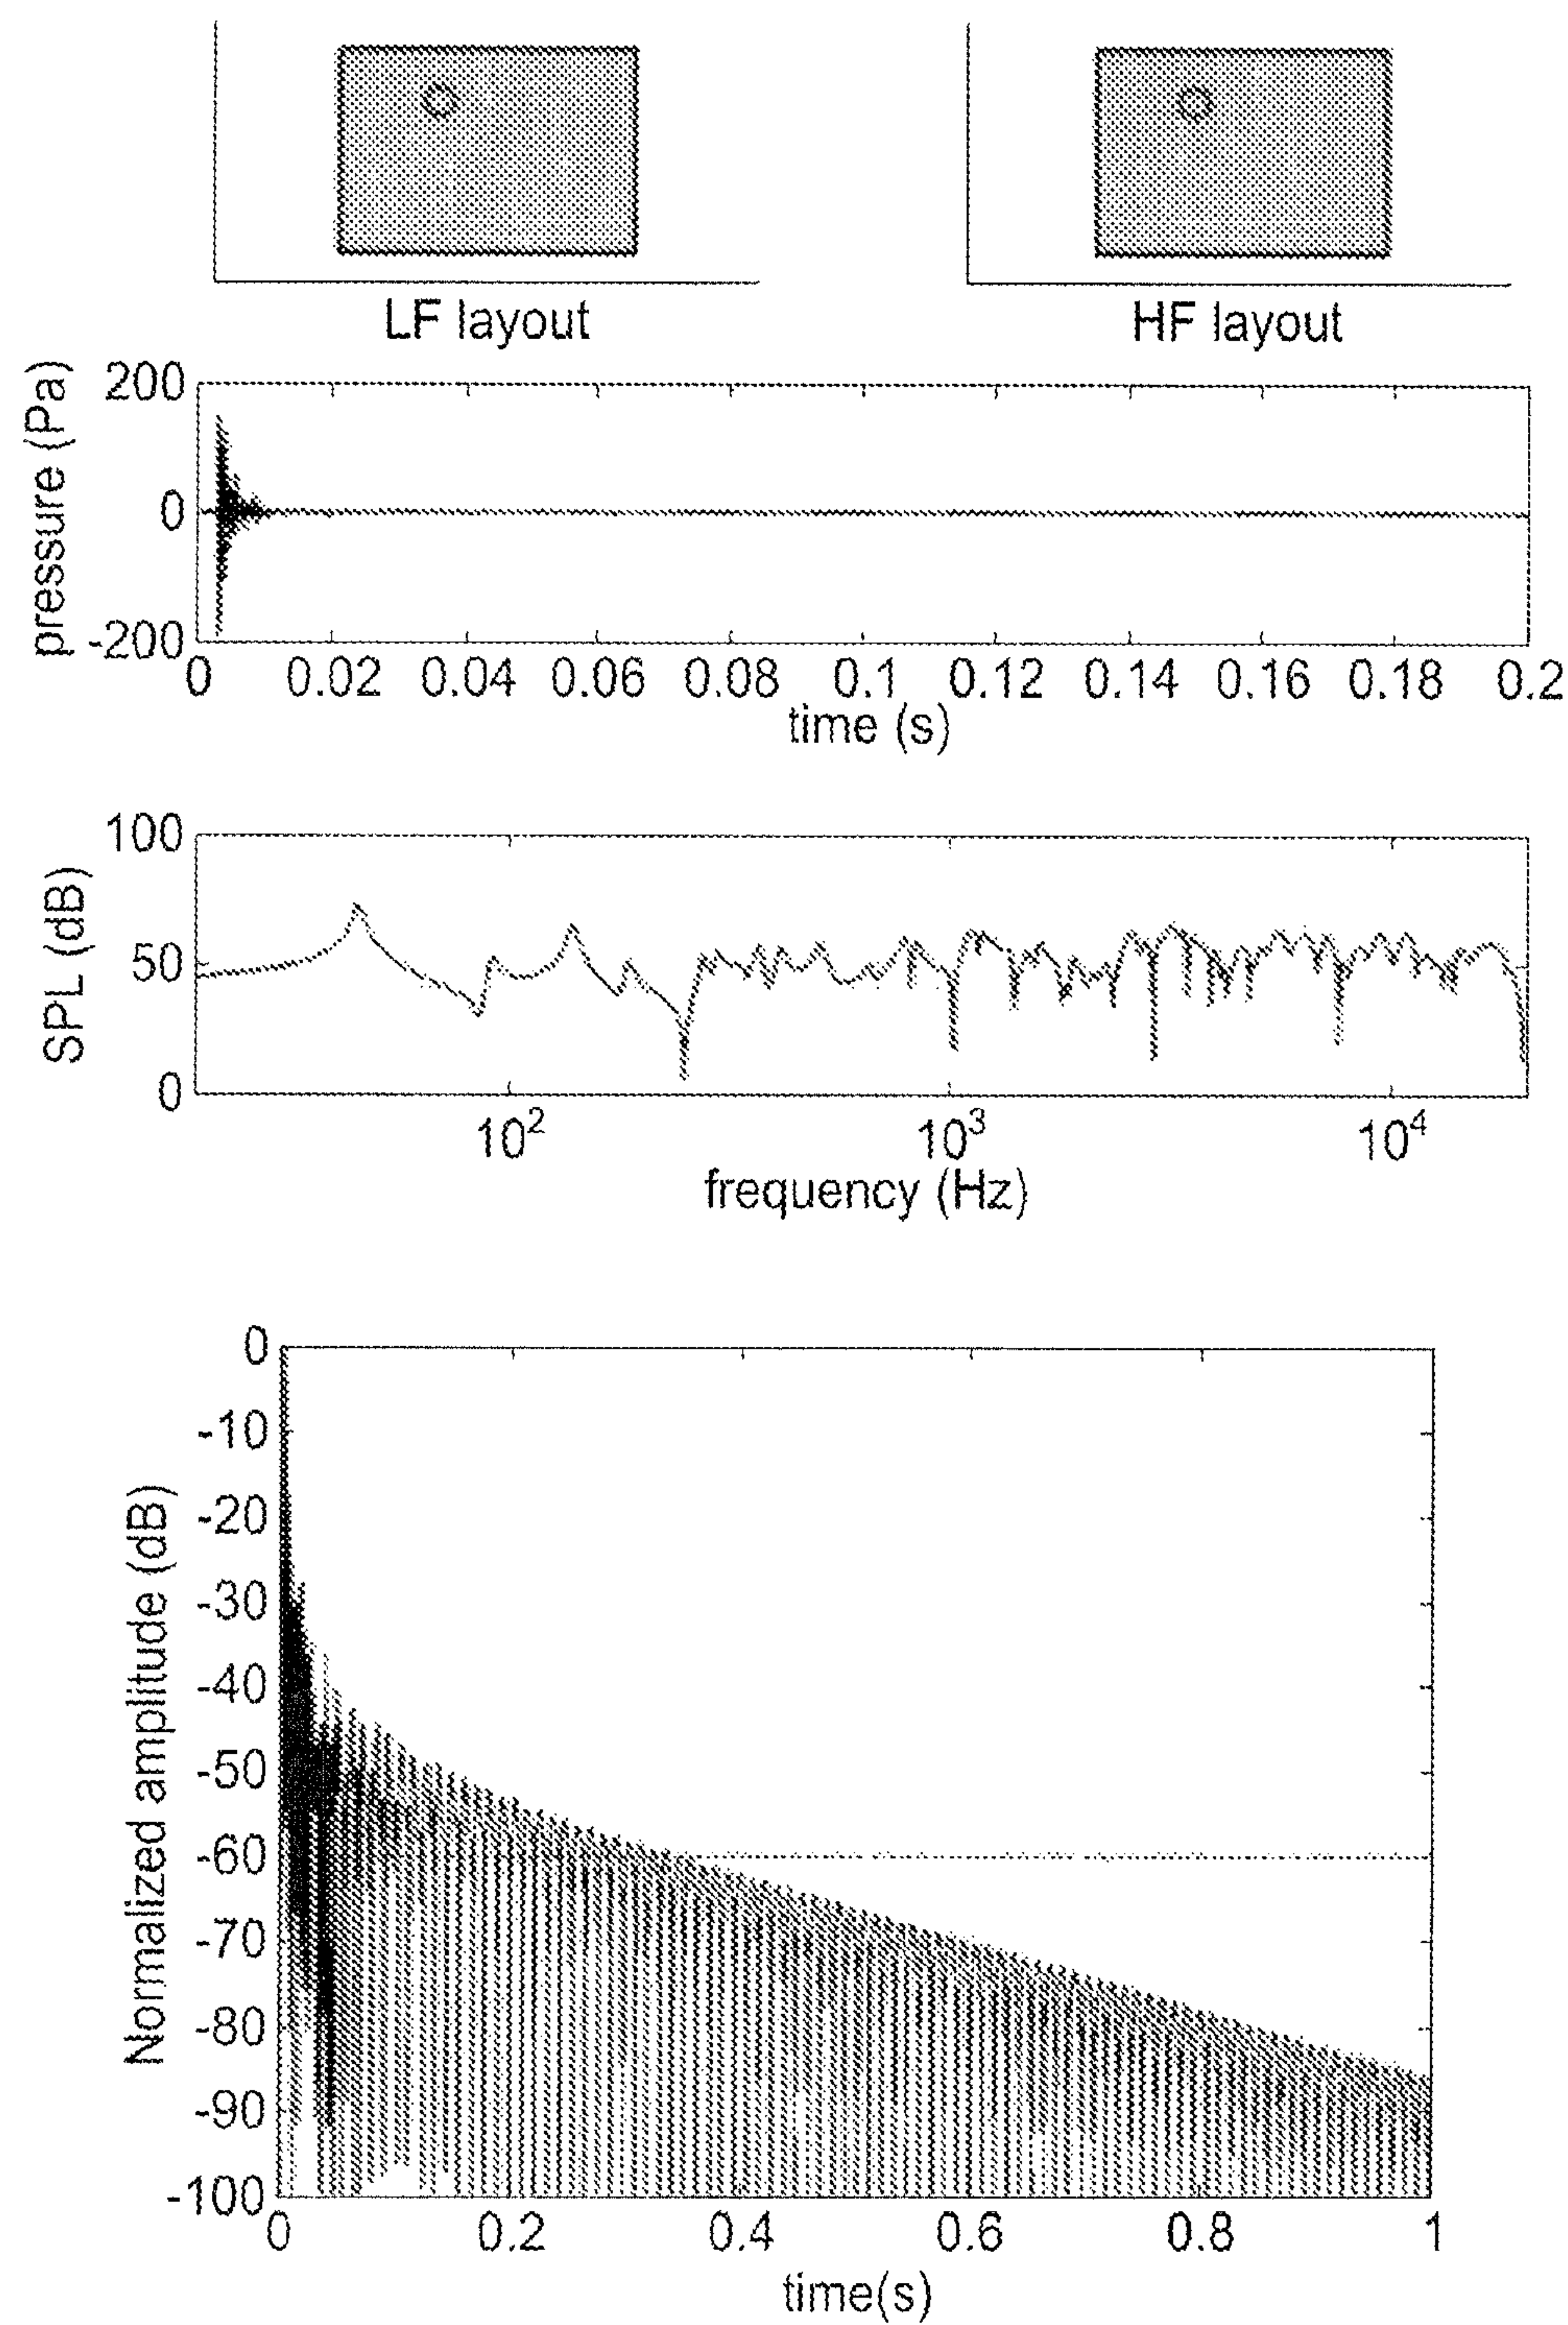 LF layout
HF layout
pressure (Pa)
200
0
-200
0 0.02 0.04 0.06 0.08 0.1 0.12 0.14 0.16 0.18 0.2
time (s)
SPL (dB)
100
50
0
10² 10³ 10⁴
frequency (Hz)
Normalized amplitude (dB)
0
-10
-20
-30
-40
-50
-60
-70
-80
-90
-100
0 0.2 0.4 0.6 0.8 1
time(s)